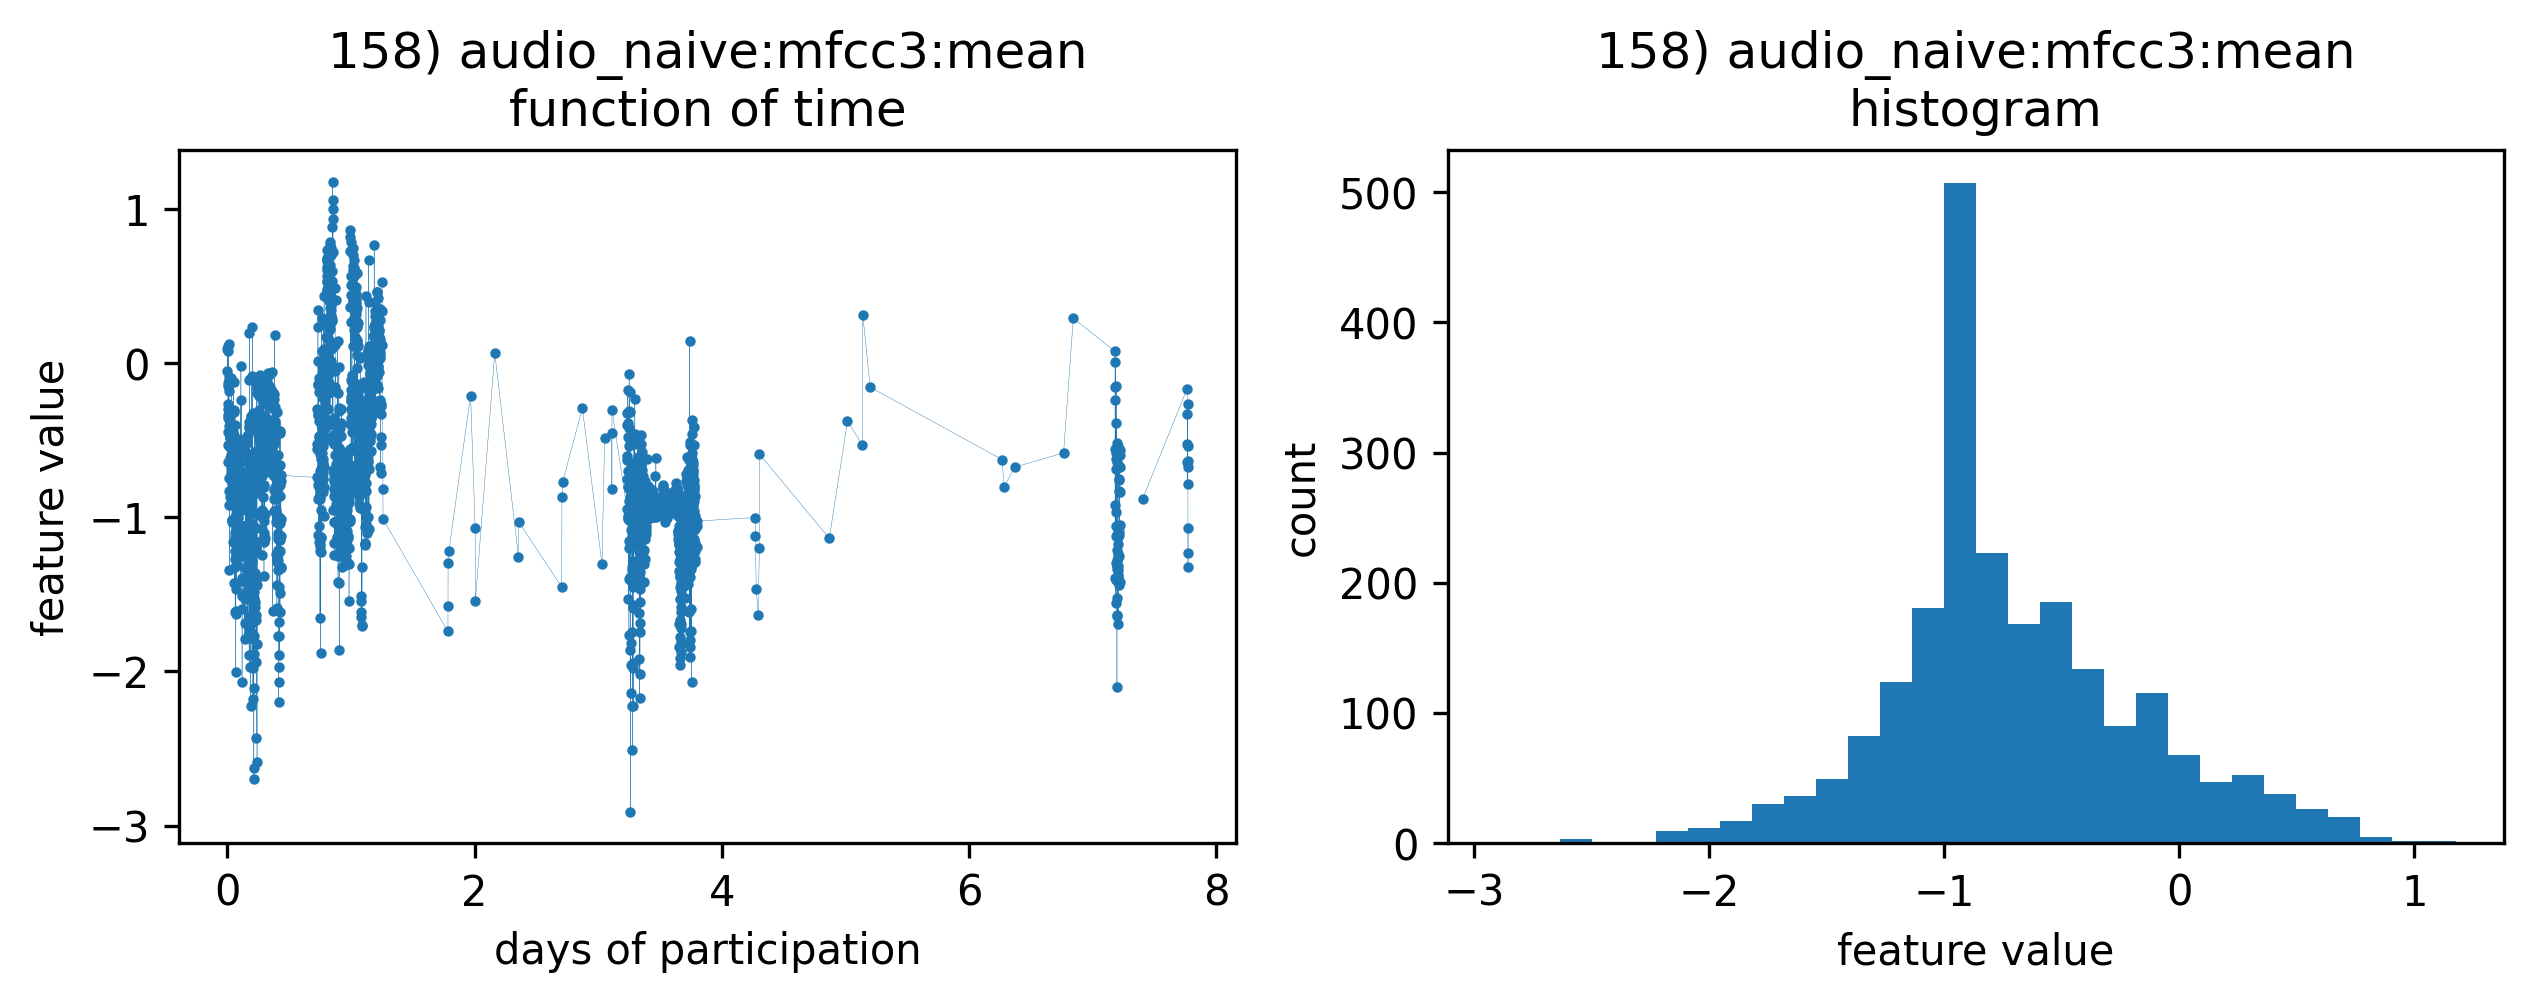 158) audio_naive:mfcc3:mean
function of time
1
0
−1
−2
−3
feature value
0
2
4
6
8
days of participation
158) audio_naive:mfcc3:mean
histogram
500
400
300
200
100
0
count
−3
−2
−1
0
1
feature value